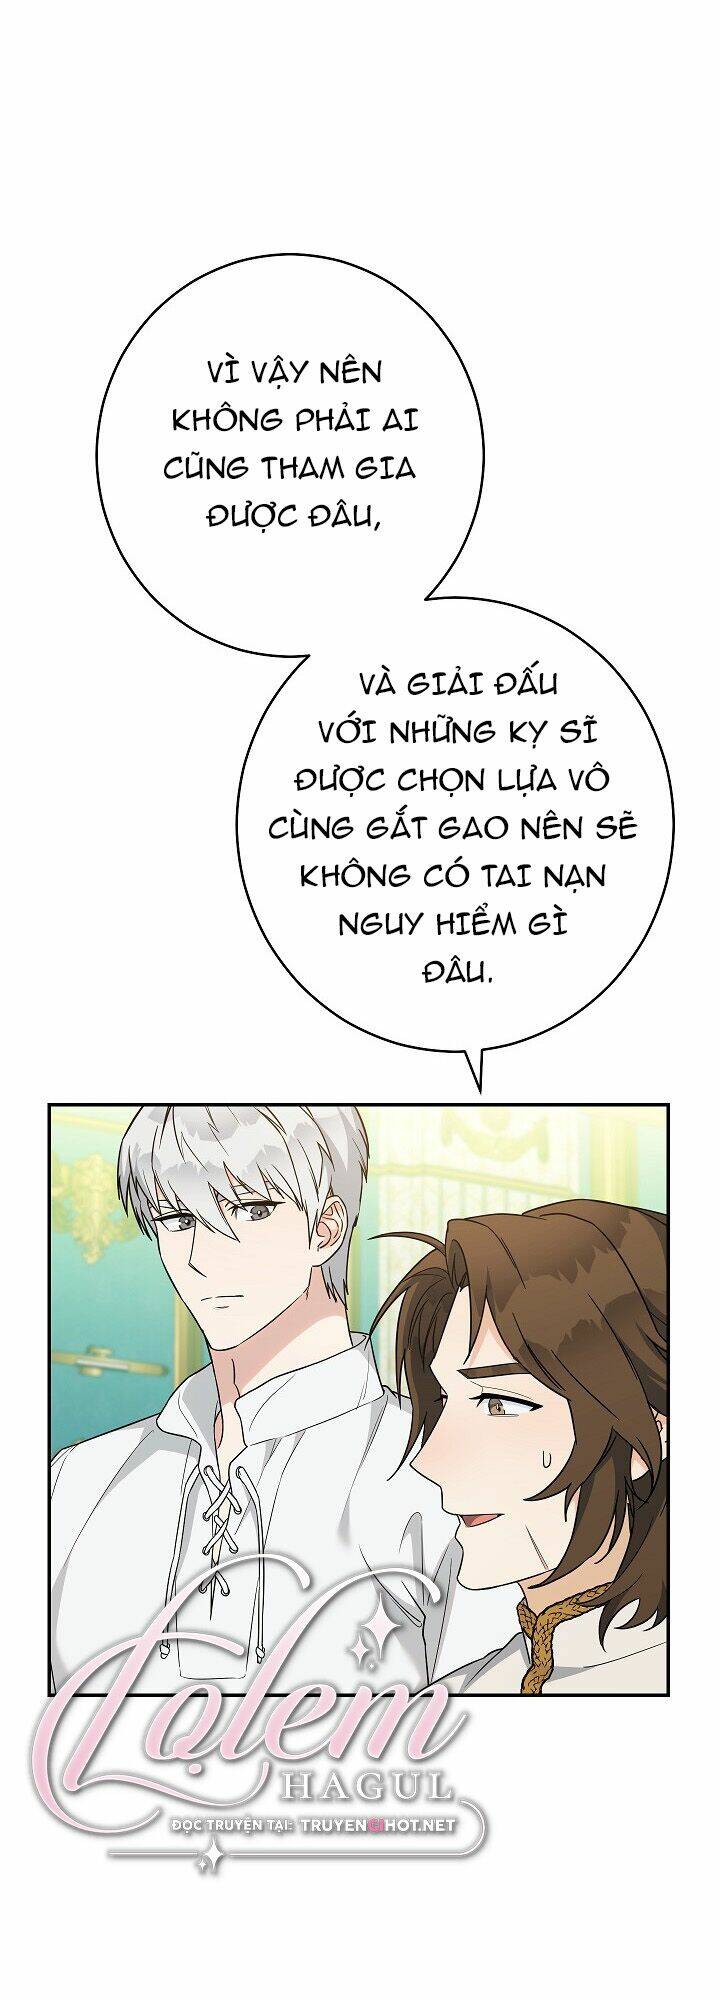 VÌ VẬY NÊN
KHÔNG PHẢI AI
CŨNG THAM GIA
ĐƯỢC ĐÂU,
VÀ GIẢI ĐẤU
VỚI NHỮNG KỴ SĨ
ĐƯỢC CHỌN LỰA VÔ
CÙNG GẮT GAO NÊN SẼ
KHÔNG CÓ TAI NẠN
NGUY HIỂM GÌ
ĐÂU.
Lọlem
HAGUL
ĐỌC TRUYỆN TẠI: TRUYENGIHOT.NET